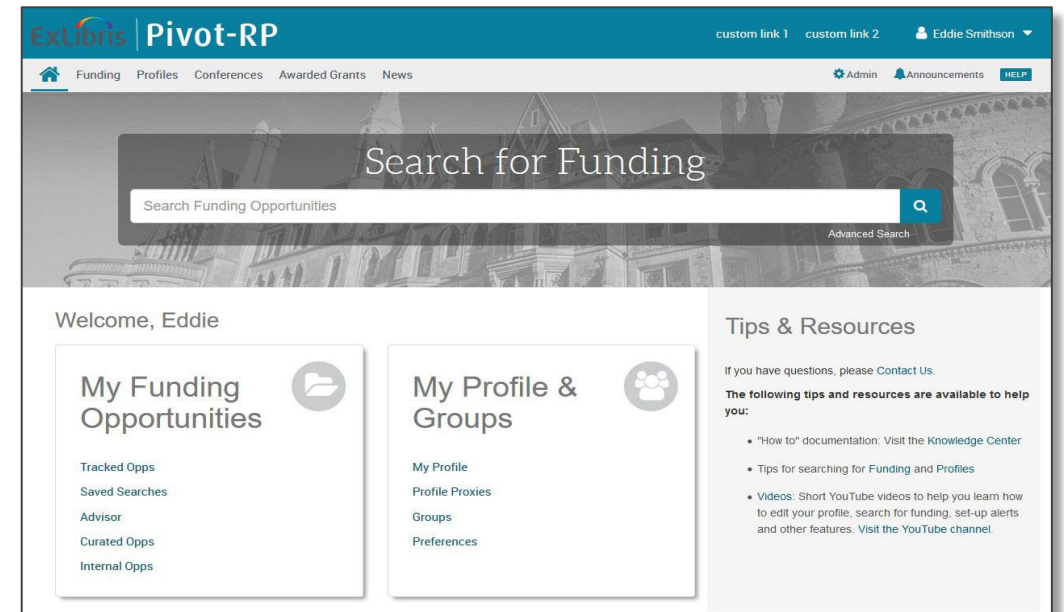 ExLibris | Pivot-RP
custom link 1 custom link 2 Eddie Smithson
Funding Profiles Conferences Awarded Grants News Admin Announcements HELP
Search for Funding
Search Funding Opportunities
Advanced Search
Welcome, Eddie
My Funding
Opportunities
Tracked Opps
Saved Searches
Advisor
Curated Opps
Internal Opps
My Profile &
Groups
My Profile
Profile Proxies
Groups
Preferences
Tips & Resources
If you have questions, please Contact Us.
The following tips and resources are available to help
you:
• "How to" documentation: Visit the Knowledge Center
• Tips for searching for Funding and Profiles
• Videos: Short YouTube videos to help you learn how
to edit your profile, search for funding, set-up alerts
and other features. Visit the YouTube channel.